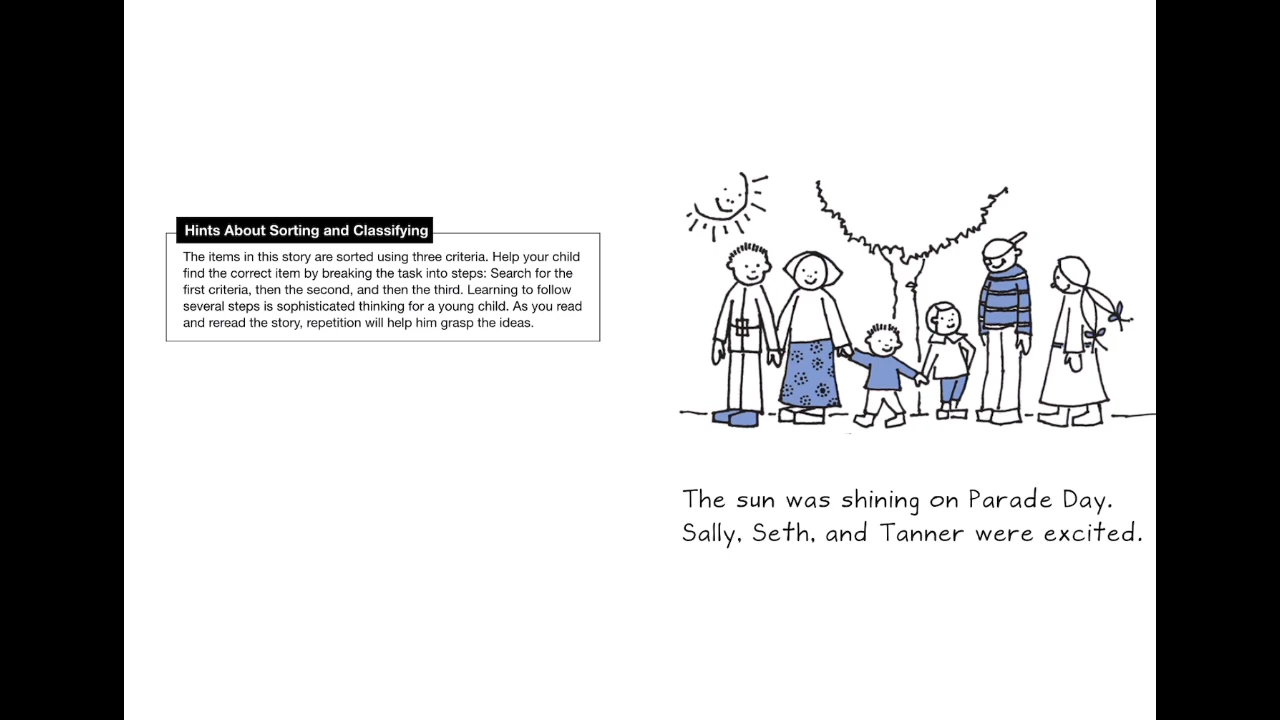 Hints About Sorting and Classifying
The items in this story are sorted using three criteria. Help your child
find the correct item by breaking the task into steps: Search for the
first criteria, then the second, and then the third. Learning to follow
several steps is sophisticated thinking for a young child. As you read
and reread the story, repetition will help him grasp the ideas.
The sun was shining on Parade Day.
Sally, Seth, and Tanner were excited.